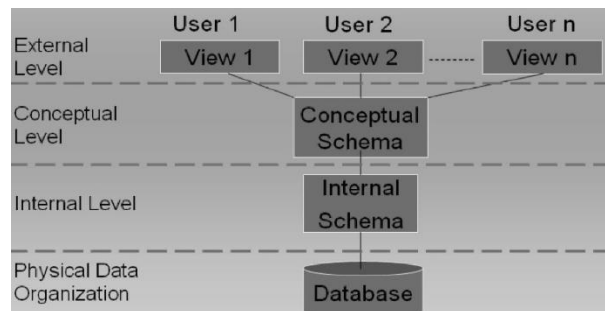 User 1 User 2 User n
External
Level
View 1 View 2 View n
Conceptual
Level
Conceptual
Schema
Internal Level
Internal
Schema
Physical Data
Organization
Database